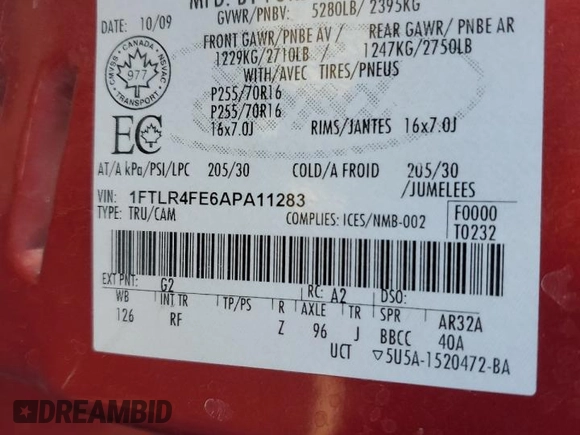 DATE: 10/09
GVWR/PNBV: 5280LB/ 2395KG
FRONT GAWR/PNBE AV / REAR GAWR/ PNBE AR
1229KG/2710LB 1247KG/2750LB
WITH/AVEC TIRES/PNEUS
CMVSS CANADA NSVAC
977
TRANSPORT
P255/70R16
P255/70R16
16x7.0J RIMS/JANTES 16x7.0J
EC
AT/A kPa/PSI/LPC 205/30 COLD/A FROID 205/30
/JUMELEES
VIN: 1FTLR4FE6APA11283
TYPE: TRU/CAM COMPLIES: ICES/NMB-002
F0000
T0232
EXT PNT: G2 RC: A2 DSO:
WB INT TR TP/PS R AXLE TR SPR AR32A
126 RF Z 96 J BBCC 40A
UCT ▽5U5A-1520472-BA
DREAMBID